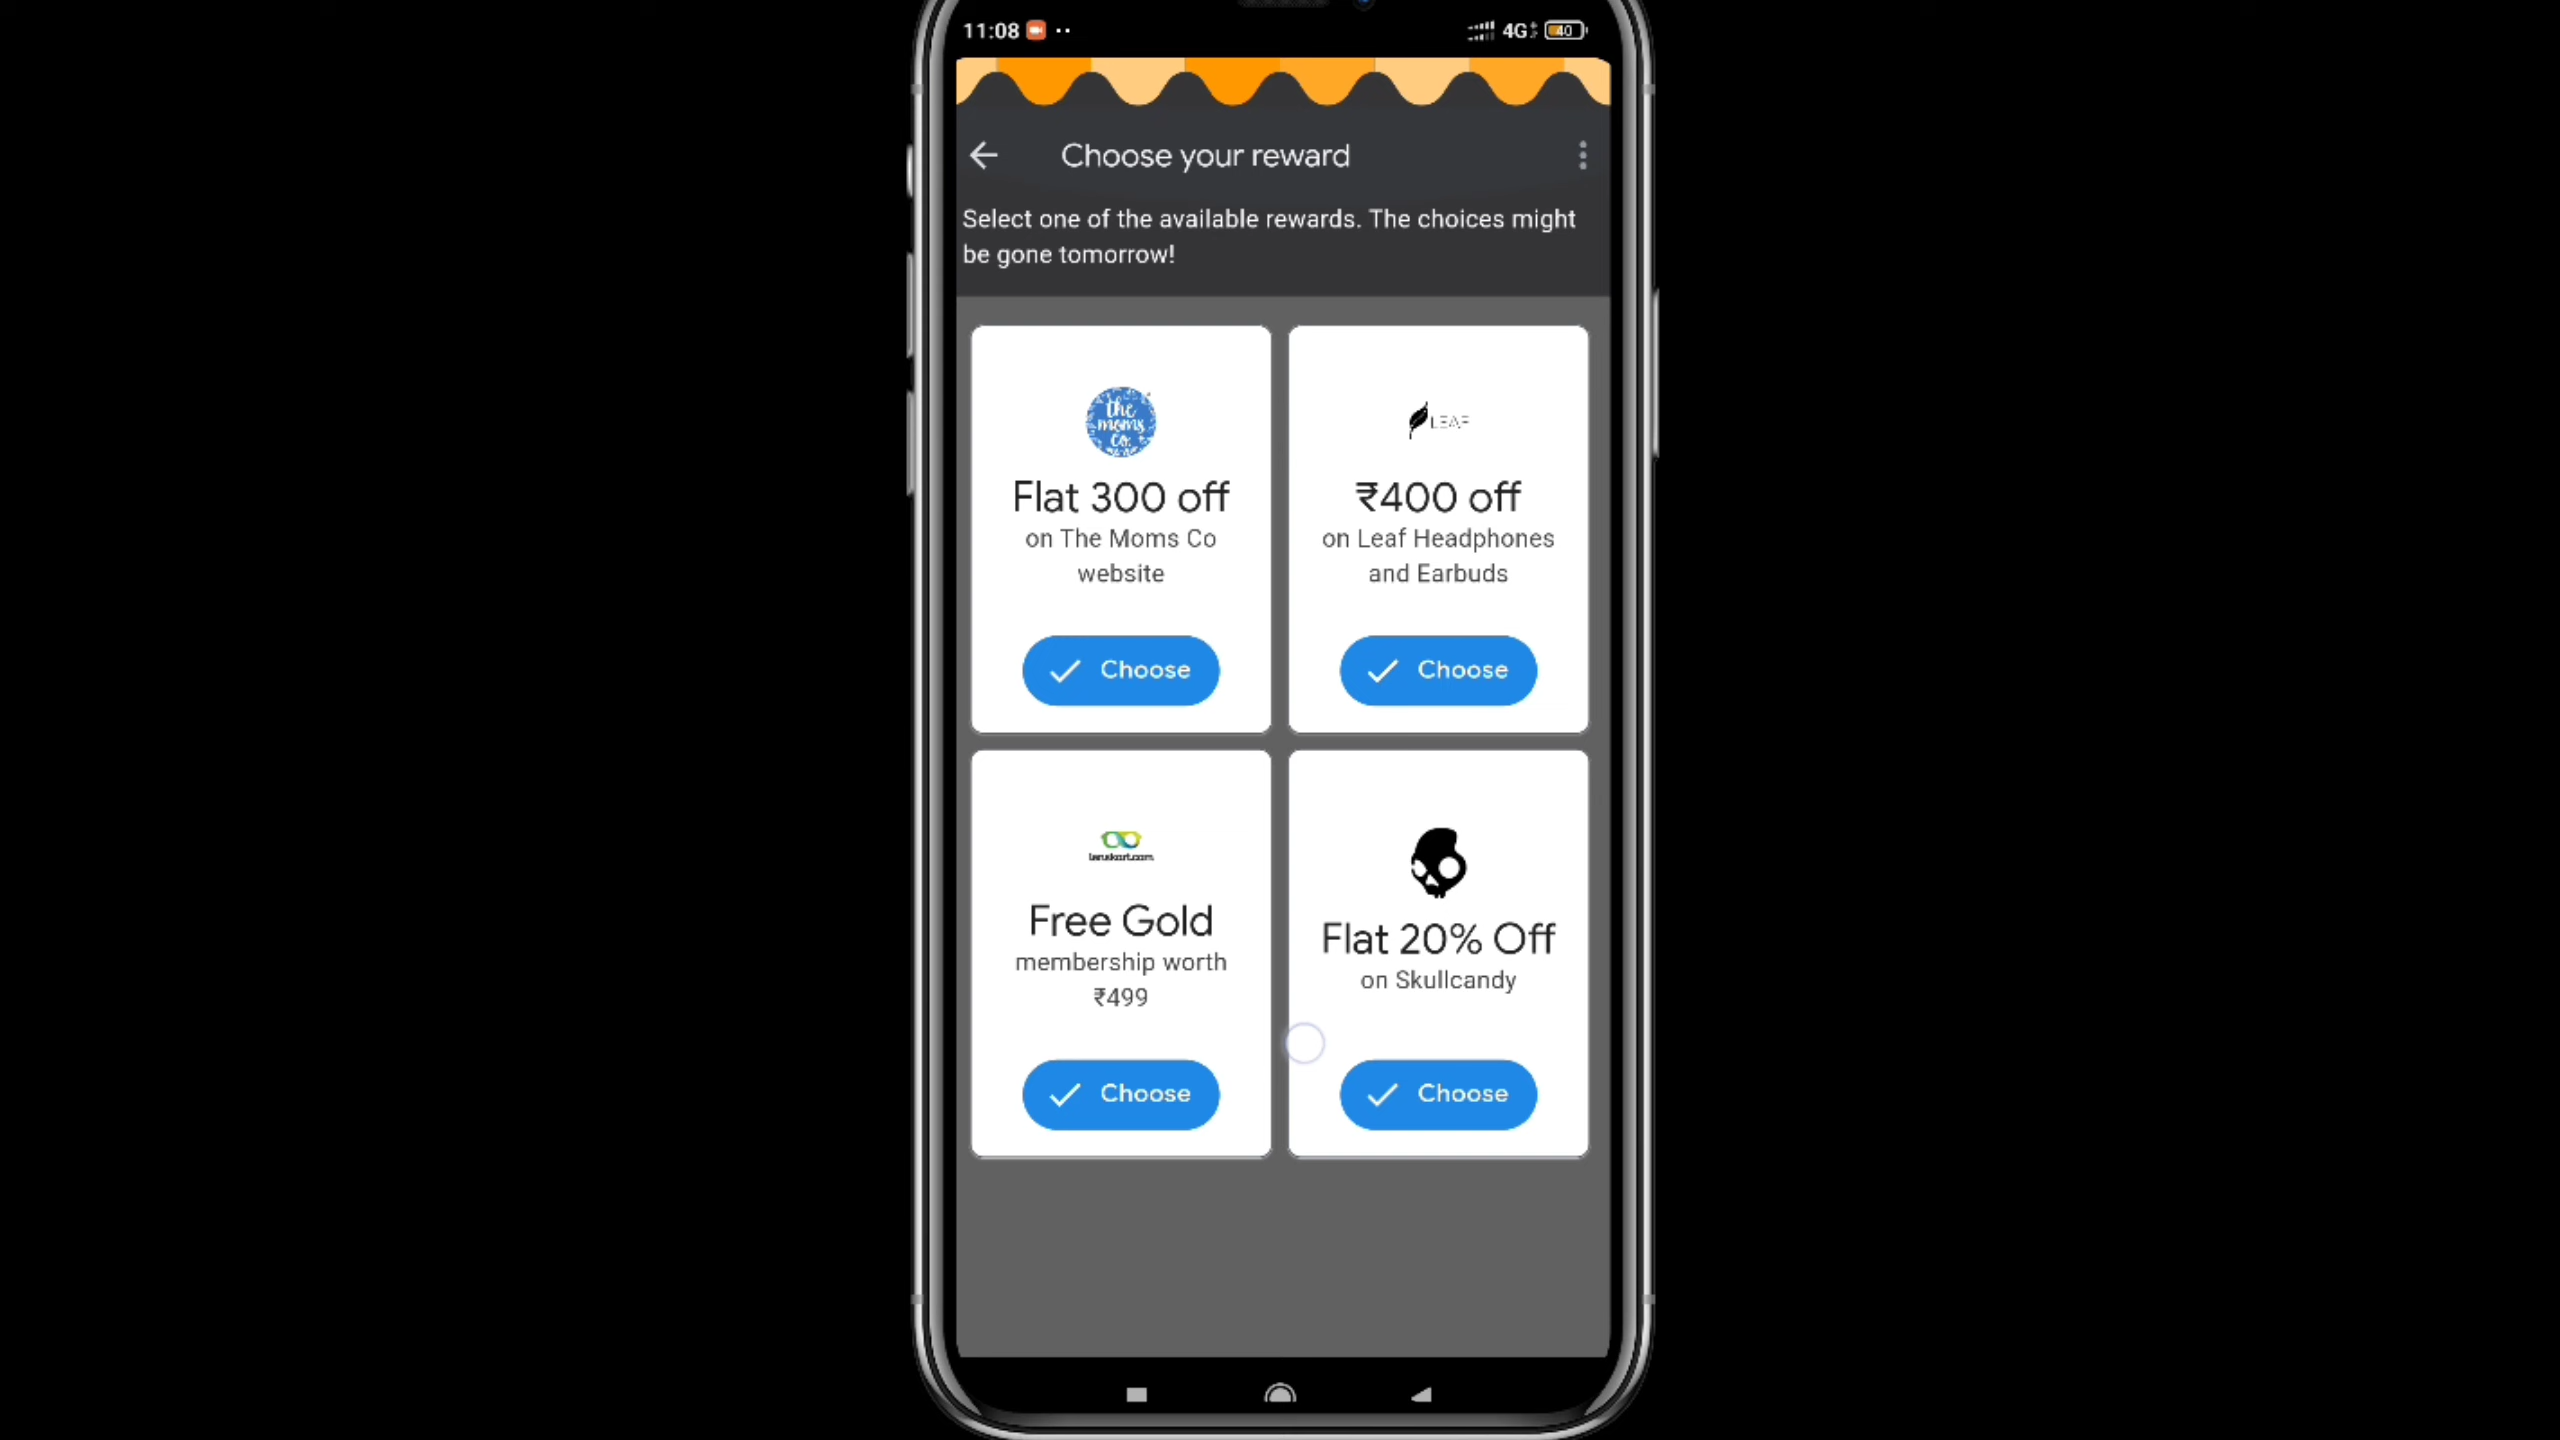 11:08
4G
40
Choose your reward
Select one of the available rewards. The choices might
be gone tomorrow!
the
moms
co.
Flat 300 off
on The Moms Co
website
Choose
LEAF
₹400 off
on Leaf Headphones
and Earbuds
Choose
lenskart.com
Free Gold
membership worth
₹499
Choose
Flat 20% Off
on Skullcandy
Choose